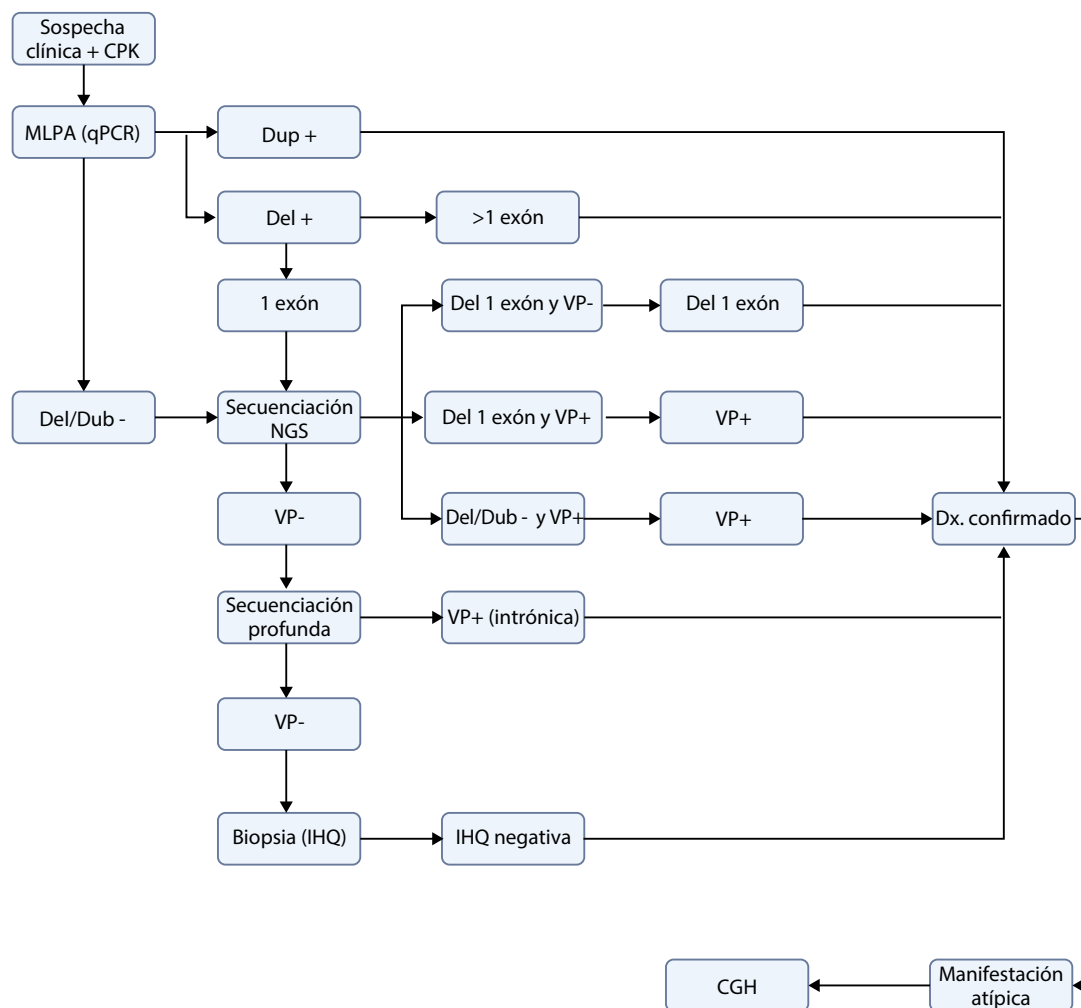 Sospecha
clínica + CPK
MLPA (qPCR)
Dup +
Del +
>1 exón
1 exón
Del 1 exón y VP-
Del 1 exón
Del/Dub -
Secuenciación
NGS
Del 1 exón y VP+
VP+
VP-
Del/Dub - y VP+
VP+
Dx. confirmado
Secuenciación
profunda
VP+ (intrónica)
VP-
Biopsia (IHQ)
IHQ negativa
CGH
Manifestación
atípica